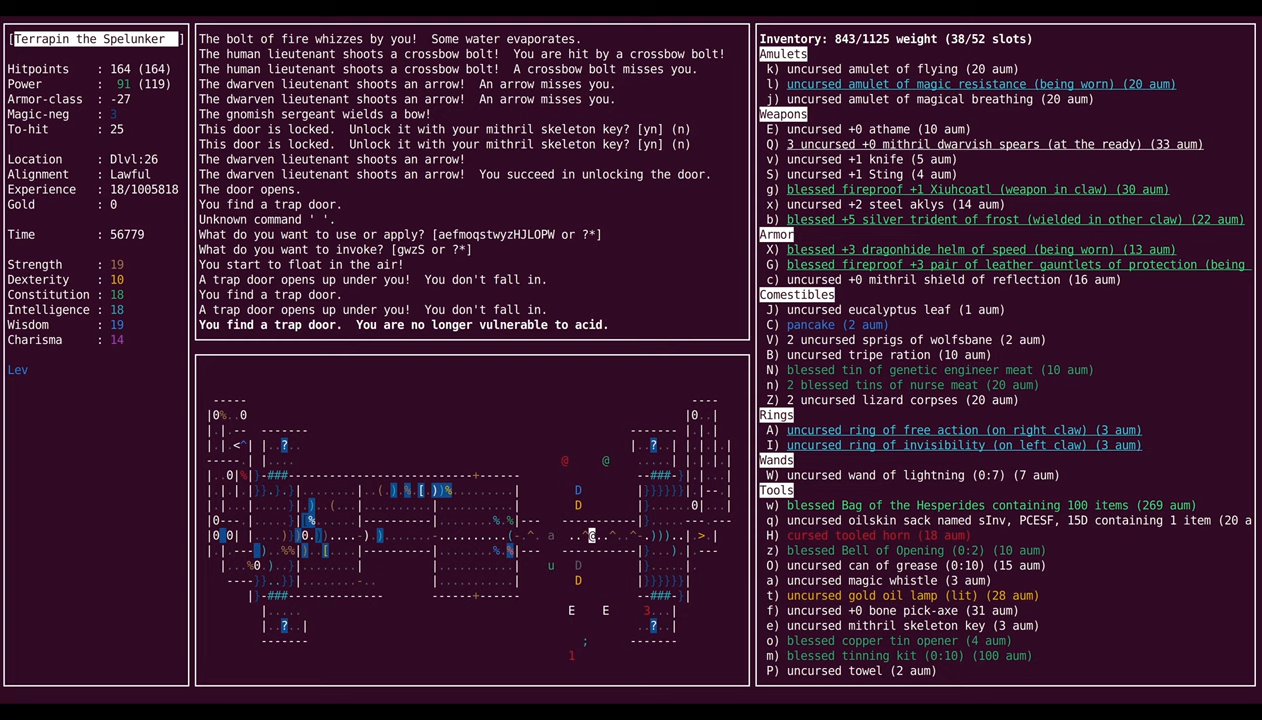 [Terrapin the Spelunker ]
Hitpoints : 164 (164)
Power : 91 (119)
Armor-class : -27
Magic-neg : 3
To-hit : 25
Location : Dlvl:26
Alignment : Lawful
Experience : 18/1005818
Gold : 0
Time : 56779
Strength : 19
Dexterity : 10
Constitution : 18
Intelligence : 18
Wisdom : 19
Charisma : 14
Lev
The bolt of fire whizzes by you! Some water evaporates.
The human lieutenant shoots a crossbow bolt! You are hit by a crossbow bolt!
The human lieutenant shoots a crossbow bolt! A crossbow bolt misses you.
The dwarven lieutenant shoots an arrow! An arrow misses you.
The dwarven lieutenant shoots an arrow! An arrow misses you.
The gnomish sergeant wields a bow!
This door is locked. Unlock it with your mithril skeleton key? [yn] (n)
This door is locked. Unlock it with your mithril skeleton key? [yn] (n)
The dwarven lieutenant shoots an arrow!
The dwarven lieutenant shoots an arrow! You succeed in unlocking the door.
The door opens.
You find a trap door.
Unknown command ' '.
What do you want to use or apply? [aefmoqstwyzHJLOPW or ?*]
What do you want to invoke? [gwzS or ?*]
You start to float in the air!
A trap door opens up under you! You don't fall in.
You find a trap door.
A trap door opens up under you! You don't fall in.
You find a trap door. You are no longer vulnerable to acid.
Inventory: 843/1125 weight (38/52 slots)
Amulets
k) uncursed amulet of flying (20 aum)
l) uncursed amulet of magic resistance (being worn) (20 aum)
j) uncursed amulet of magical breathing (20 aum)
Weapons
E) uncursed +0 athame (10 aum)
Q) 3 uncursed +0 mithril dwarvish spears (at the ready) (33 aum)
v) uncursed +1 knife (5 aum)
S) uncursed +1 Sting (4 aum)
g) blessed fireproof +1 Xiuhcoatl (weapon in claw) (30 aum)
x) uncursed +2 steel aklys (14 aum)
b) blessed +5 silver trident of frost (wielded in other claw) (22 aum)
Armor
X) blessed +3 dragonhide helm of speed (being worn) (13 aum)
G) blessed fireproof +3 pair of leather gauntlets of protection (being
c) uncursed +0 mithril shield of reflection (16 aum)
Comestibles
J) uncursed eucalyptus leaf (1 aum)
C) pancake (2 aum)
V) 2 uncursed sprigs of wolfsbane (2 aum)
B) uncursed tripe ration (10 aum)
N) blessed tin of genetic engineer meat (10 aum)
n) 2 blessed tins of nurse meat (20 aum)
Z) 2 uncursed lizard corpses (20 aum)
Rings
A) uncursed ring of free action (on right claw) (3 aum)
I) uncursed ring of invisibility (on left claw) (3 aum)
Wands
W) uncursed wand of lightning (0:7) (7 aum)
Tools
w) blessed Bag of the Hesperides containing 100 items (269 aum)
q) uncursed oilskin sack named sInv, PCESF, 15D containing 1 item (20 a
H) cursed tooled horn (18 aum)
z) blessed Bell of Opening (0:2) (10 aum)
O) uncursed can of grease (0:10) (15 aum)
a) uncursed magic whistle (3 aum)
t) uncursed gold oil lamp (lit) (28 aum)
f) uncursed +0 bone pick-axe (31 aum)
e) uncursed mithril skeleton key (3 aum)
o) blessed copper tin opener (4 aum)
m) blessed tinning kit (0:10) (100 aum)
P) uncursed towel (2 aum)